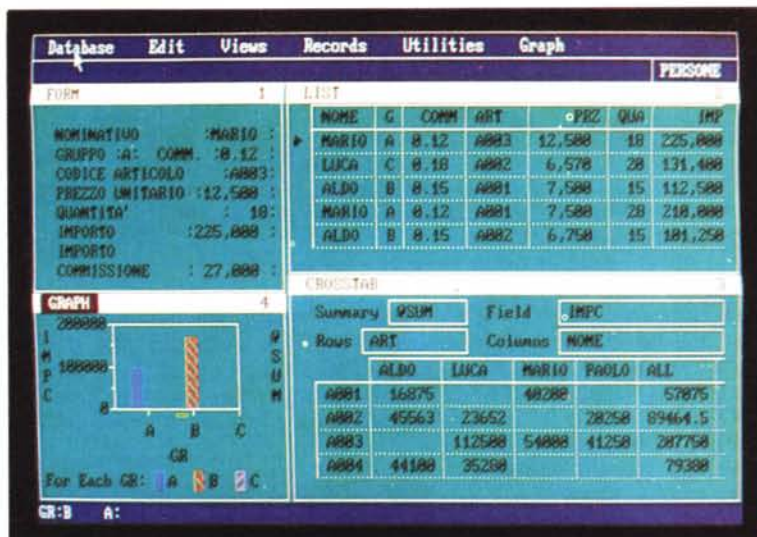 Database Edit Views Records Utilities Graph
PERSONE
FORM 1
NOMINATIVO :MARIO :
GRUPPO :A: COMM. :0.12 :
CODICE ARTICOLO :A003:
PREZZO UNITARIO :12,500 :
QUANTITA' : 18:
IMPORTO :225,000 :
IMPORTO
COMMISSIONE : 27,000 :
LIST 2
NOME G COMM ART PRZ QUA IMP
MARIO A 0.12 A003 12,500 18 225,000
LUCA C 0.18 A002 6,570 20 131,400
ALDO B 0.15 A001 7,500 15 112,500
MARIO A 0.12 A001 7,500 28 210,000
ALDO B 0.15 A002 6,750 15 101,250
GRAPH 4
200000
100000
0
IMPC
@SUM
A B C
GR
For Each GR: A B C
CROSSTAB 3
Summary @SUM Field IMPC
Rows ART Columns NOME
ALDO LUCA MARIO PAOLO ALL
A001 16875 40200 57075
A002 45563 23652 20250 89464.5
A003 112500 54000 41250 207750
A004 44100 35280 79380
GR:B A: